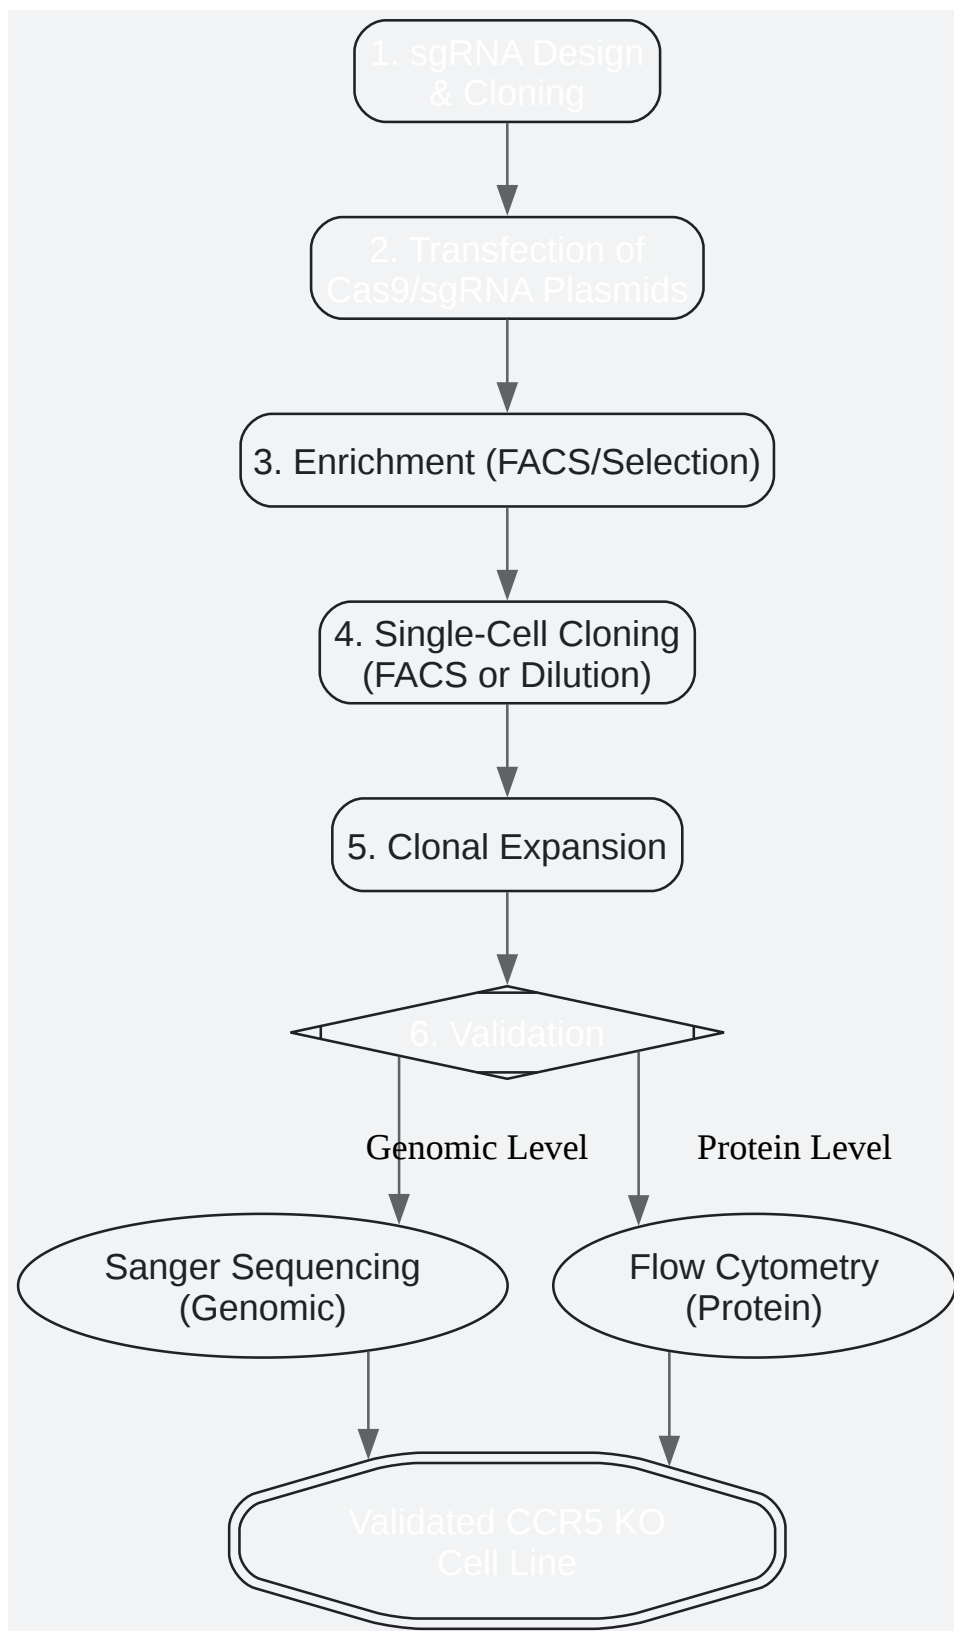 1. sgRNA Design
& Cloning
2. Transfection of
Cas9/sgRNA Plasmids
3. Enrichment (FACS/Selection)
4. Single-Cell Cloning
(FACS or Dilution)
5. Clonal Expansion
6. Validation
Genomic Level
Protein Level
Sanger Sequencing
(Genomic)
Flow Cytometry
(Protein)
Validated CCR5 KO
Cell Line